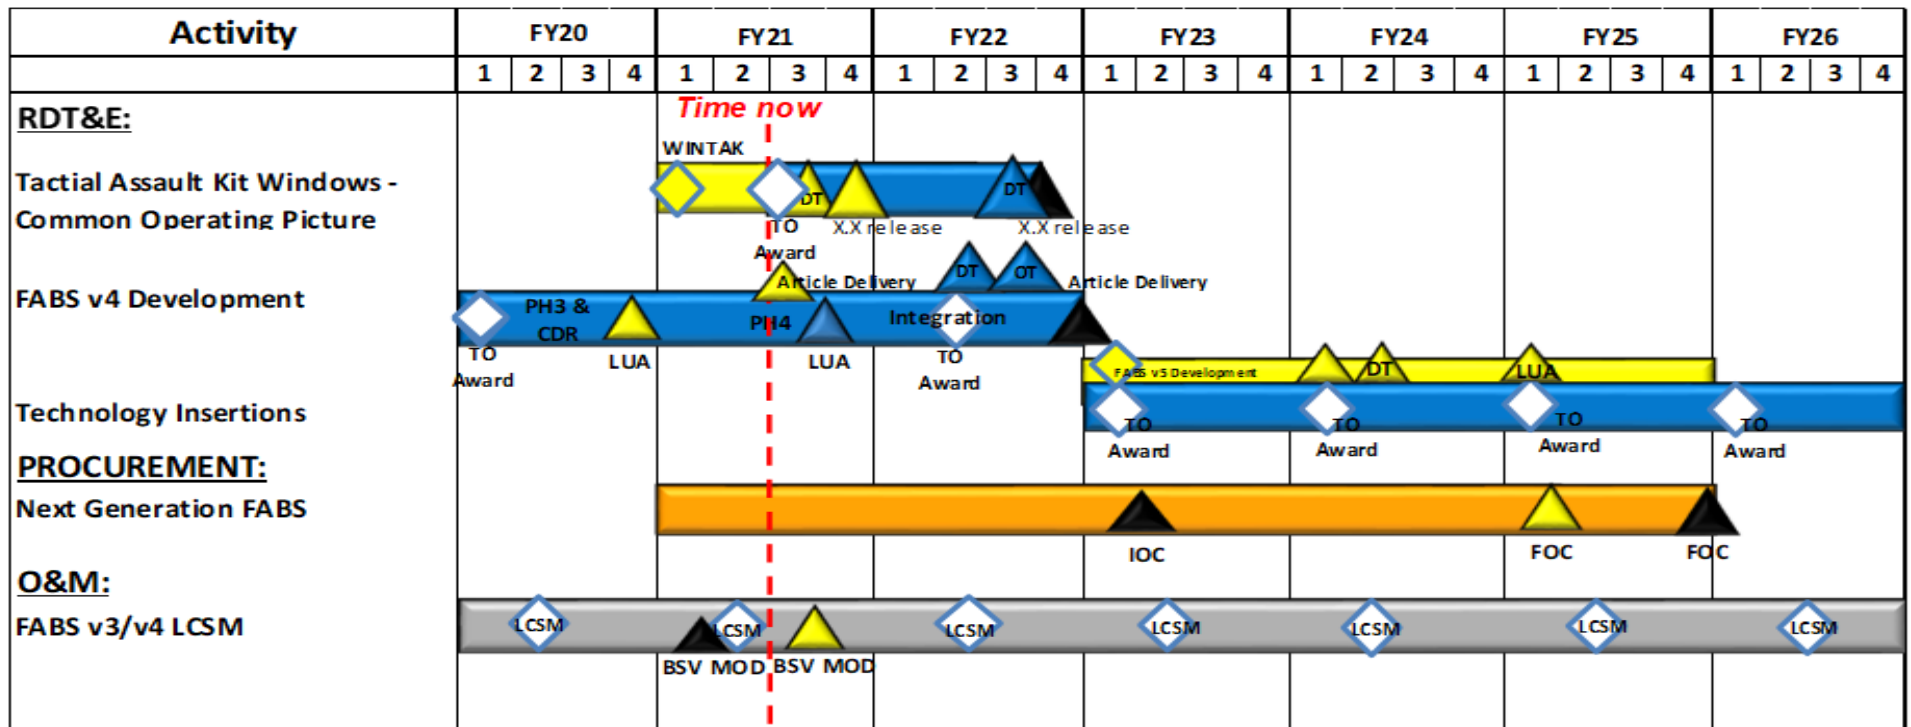 Activity FY20 FY21 FY22 FY23 FY24 FY25 FY26
1 2 3 4 1 2 3 4 1 2 3 4 1 2 3 4 1 2 3 4 1 2 3 4 1 2 3 4
Time now
RDT&E:
WINTAK
Tactial Assault Kit Windows -
Common Operating Picture
DT
DT
TO
Award
X.X release
X.X release
DT
OT
Article Delivery
Article Delivery
FABS v4 Development
PH3 &
CDR
PH4
Integration
TO
Award
LUA
LUA
TO
Award
FABS v5 Development
DT
LUA
Technology Insertions
TO
Award
TO
Award
TO
Award
TO
Award
PROCUREMENT:
Next Generation FABS
IOC
FOC
FOC
O&M:
FABS v3/v4 LCSM
LCSM
LCSM
LCSM
LCSM
LCSM
LCSM
LCSM
BSV MOD
BSV MOD